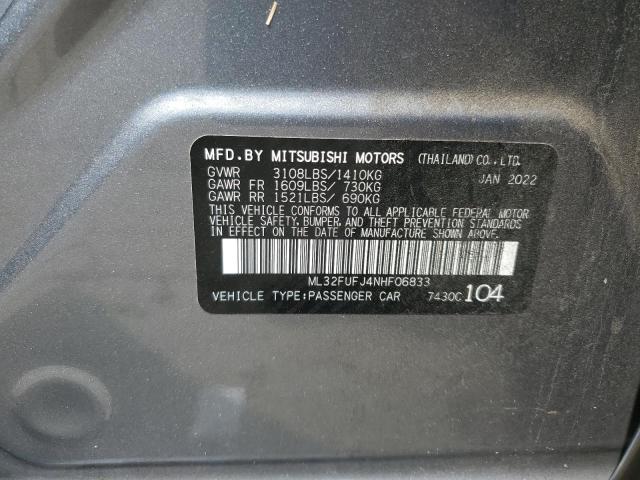 MFD.BY MITSUBISHI MOTORS (THAILAND)CO.,LTD.
GVWR 3108LBS/1410KG JAN 2022
GAWR FR 1609LBS/ 730KG
GAWR RR 1521LBS/ 690KG
THIS VEHICLE CONFORMS TO ALL APPLICABLE FEDERAL MOTOR
VEHICLE SAFETY, BUMPER, AND THEFT PREVENTION STANDARDS
IN EFFECT ON THE DATE OF MANUFACTURE SHOWN ABOVE.
ML32FUFJ4NHF06833
VEHICLE TYPE:PASSENGER CAR 7430C 104